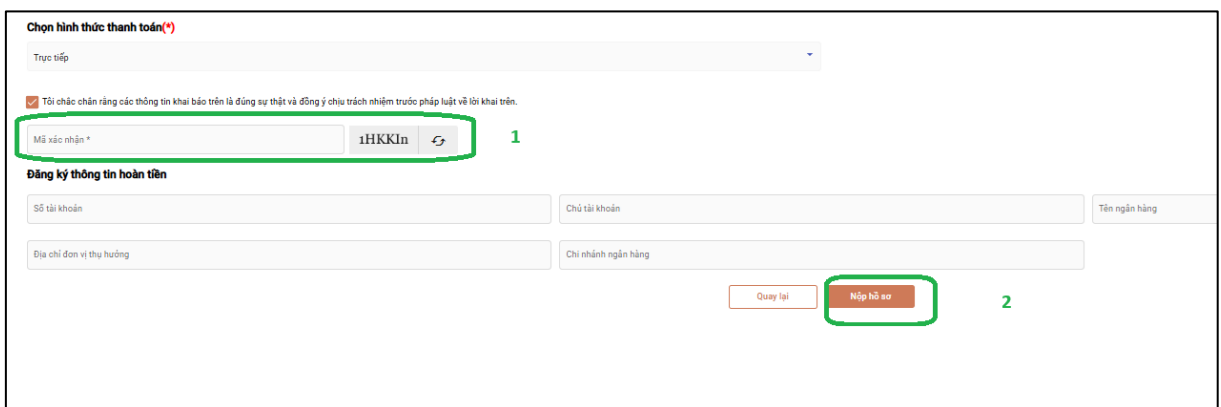 Chọn hình thức thanh toán(*)
Trực tiếp
Tôi chắc chắn rằng các thông tin khai báo trên là đúng sự thật và đồng ý chịu trách nhiệm trước pháp luật về lời khai trên.
Mã xác nhận * 1HKKIn 1
Đăng ký thông tin hoàn tiền
Số tài khoản Chủ tài khoản Tên ngân hàng
Địa chỉ đơn vị thụ hưởng Chi nhánh ngân hàng
Quay lại Nộp hồ sơ 2